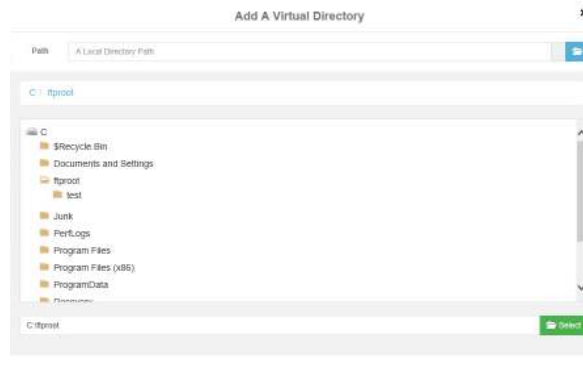 Add A Virtual Directory
Path A Local Directory Path
C ftproot
C
$Recycle.Bin
Documents and Settings
ftproot
test
Junk
PerfLogs
Program Files
Program Files (x86)
ProgramData
Recovery
C:\ftproot Select